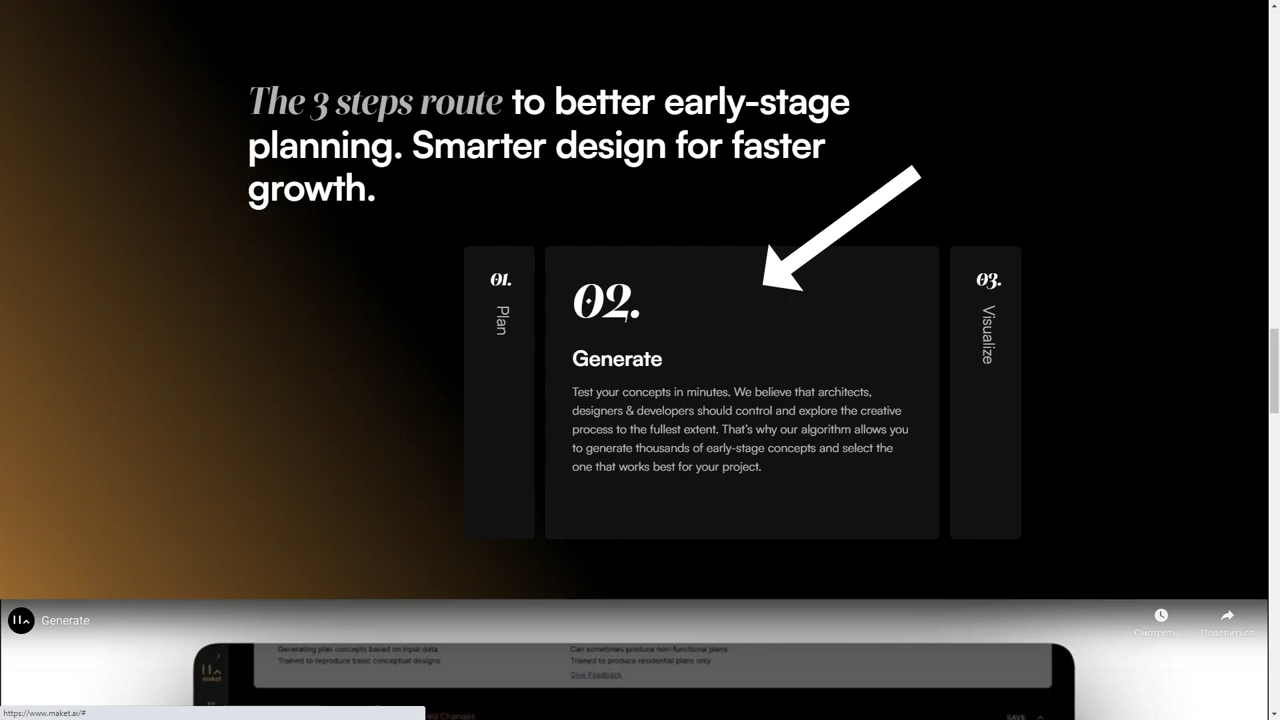 The 3 steps route to better early-stage
planning. Smarter design for faster
growth.
01.
Plan
02.
Generate
Test your concepts in minutes. We believe that architects,
designers & developers should control and explore the creative
process to the fullest extent. That's why our algorithm allows you
to generate thousands of early-stage concepts and select the
one that works best for your project.
03.
Visualize
Generate
Смотреть
Поделиться
Generating plan concepts based on input data
Trained to reproduce basic conceptual designs
Can sometimes produce non-functional plans
Trained to produce residential plans only
Give Feedback
maket
Changes
SAVE
https://www.maket.ai/#